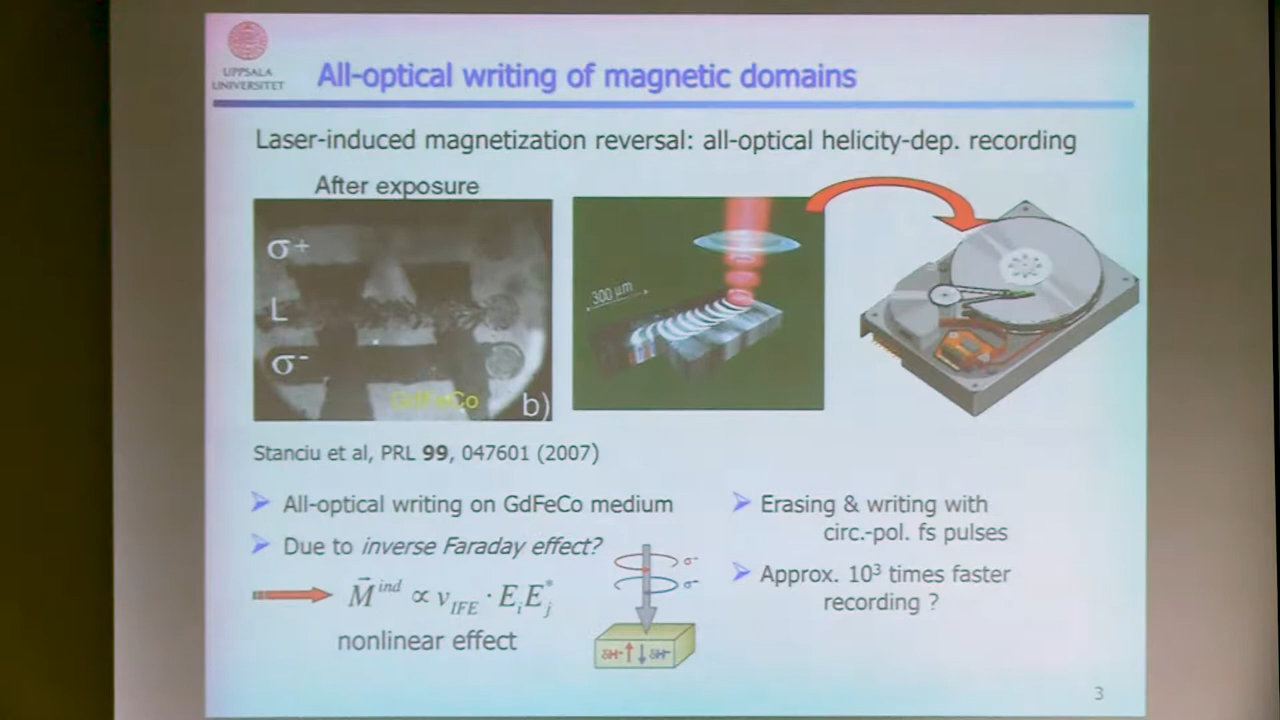 UPPSALA
UNIVERSITET
All-optical writing of magnetic domains
Laser-induced magnetization reversal: all-optical helicity-dep. recording
After exposure
σ+
L
σ-
GdFeCo
b)
300 µm
Stanciu et al, PRL 99, 047601 (2007)
➢ All-optical writing on GdFeCo medium
➢ Due to inverse Faraday effect?
M⃗^ind ∝ ν_IFE · E_i E_j^*
nonlinear effect
σ-
σ-
δH-
δH-
➢ Erasing & writing with
circ.-pol. fs pulses
➢ Approx. 10³ times faster
recording ?
3